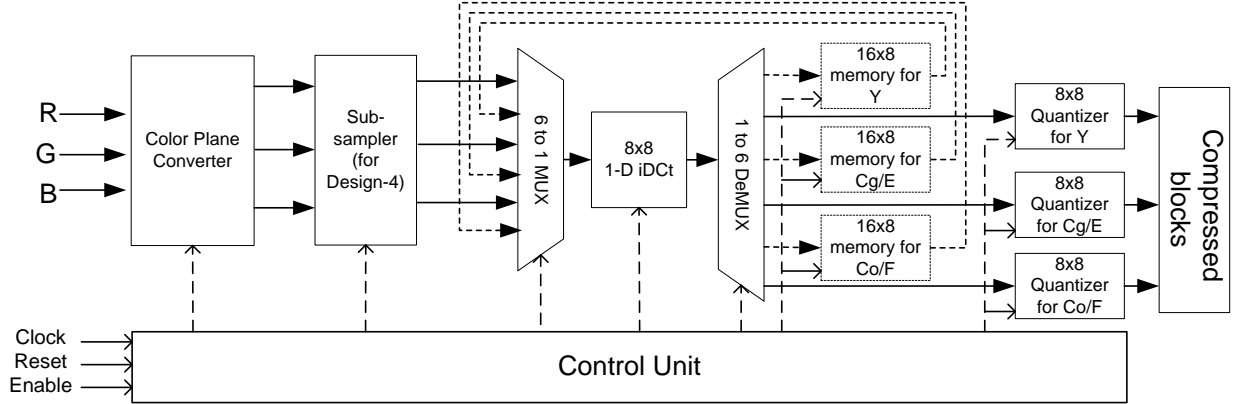 R
G
B
Color Plane
Converter
Sub-
sampler
(for
Design-4)
6 to 1 MUX
8x8
1-D iDCt
1 to 6 DeMUX
16x8
memory for
Y
16x8
memory for
Cg/E
16x8
memory for
Co/F
8x8
Quantizer
for Y
8x8
Quantizer
for Cg/E
8x8
Quantizer
for Co/F
Compressed
blocks
Clock
Reset
Enable
Control Unit